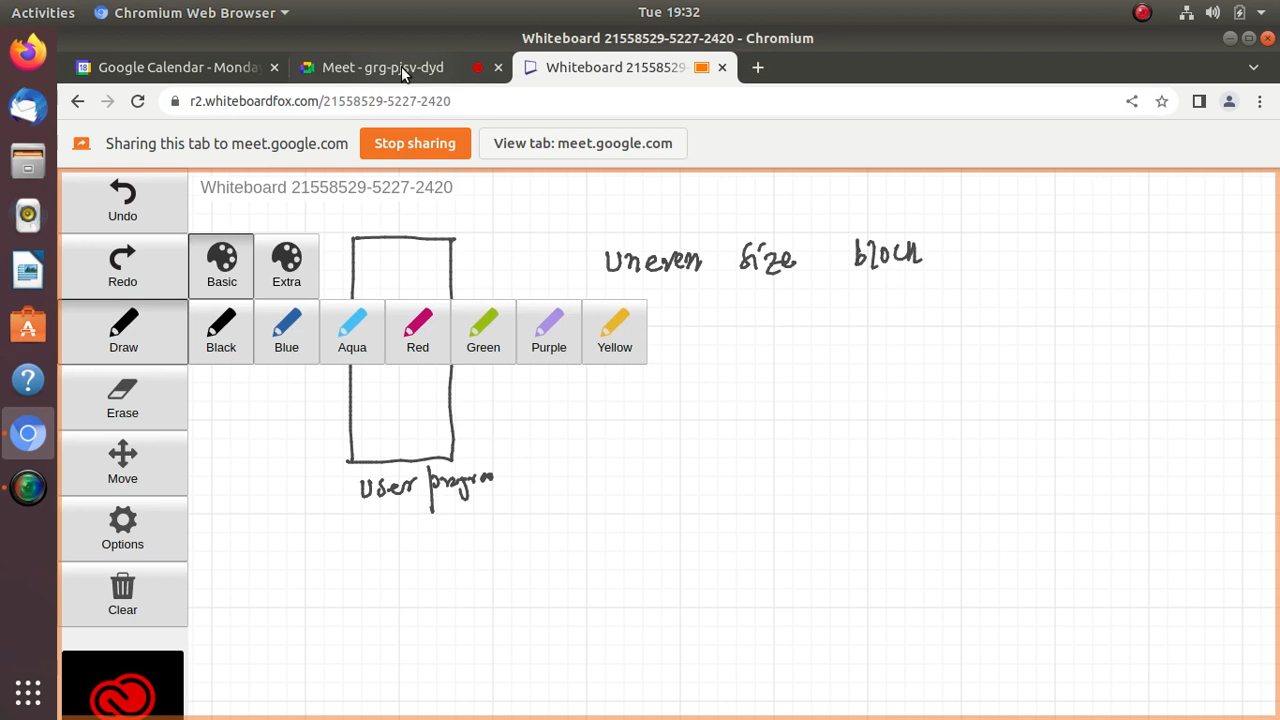 Activities Chromium Web Browser Tue 19:32
Whiteboard 21558529-5227-2420 - Chromium
Google Calendar - Monda Meet - grg-pjsv-dyd Whiteboard 21558529-
r2.whiteboardfox.com/21558529-5227-2420
Sharing this tab to meet.google.com Stop sharing View tab: meet.google.com
Whiteboard 21558529-5227-2420
Undo
Redo Basic Extra
Draw Black Blue Aqua Red Green Purple Yellow
Erase
Move
Options
Clear
Uneven size block
User